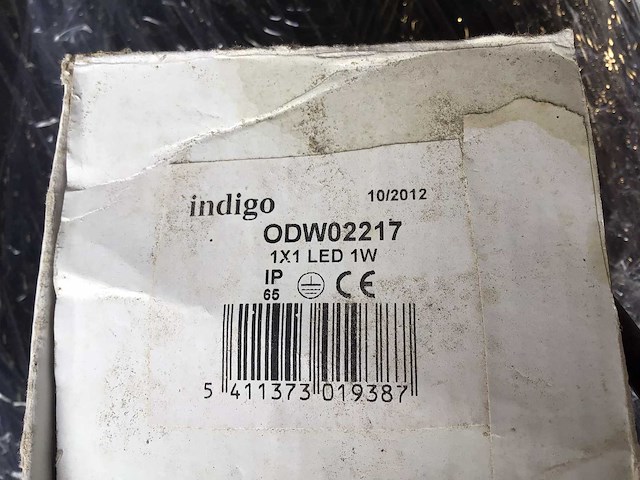 indigo 10/2012
ODW02217
1X1 LED 1W
IP
65 CE
5 411373 019387